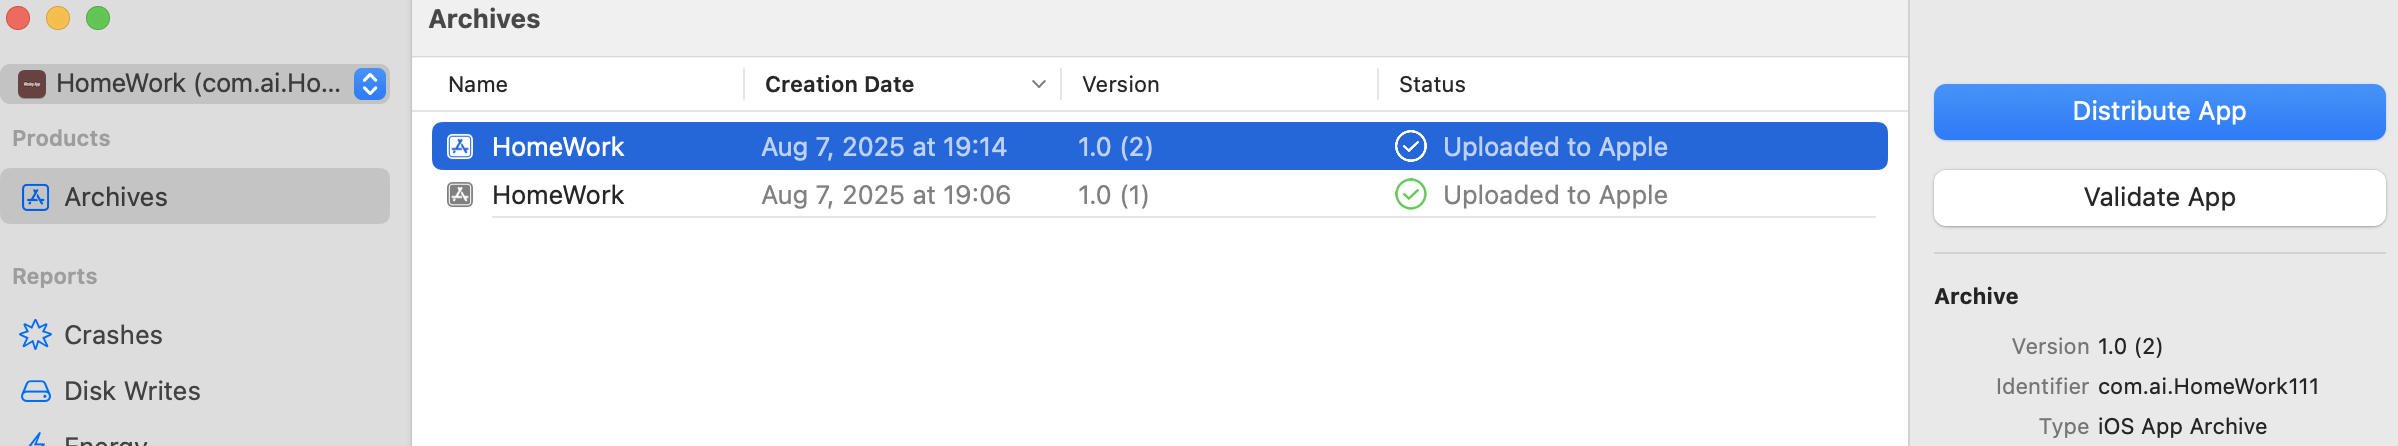 Archives
HomeWork (com.ai.Ho...
Products
Archives
Reports
Crashes
Disk Writes
Energy
Name Creation Date Version Status
HomeWork Aug 7, 2025 at 19:14 1.0 (2) Uploaded to Apple
HomeWork Aug 7, 2025 at 19:06 1.0 (1) Uploaded to Apple
Distribute App
Validate App
Archive
Version 1.0 (2)
Identifier com.ai.HomeWork111
Type iOS App Archive